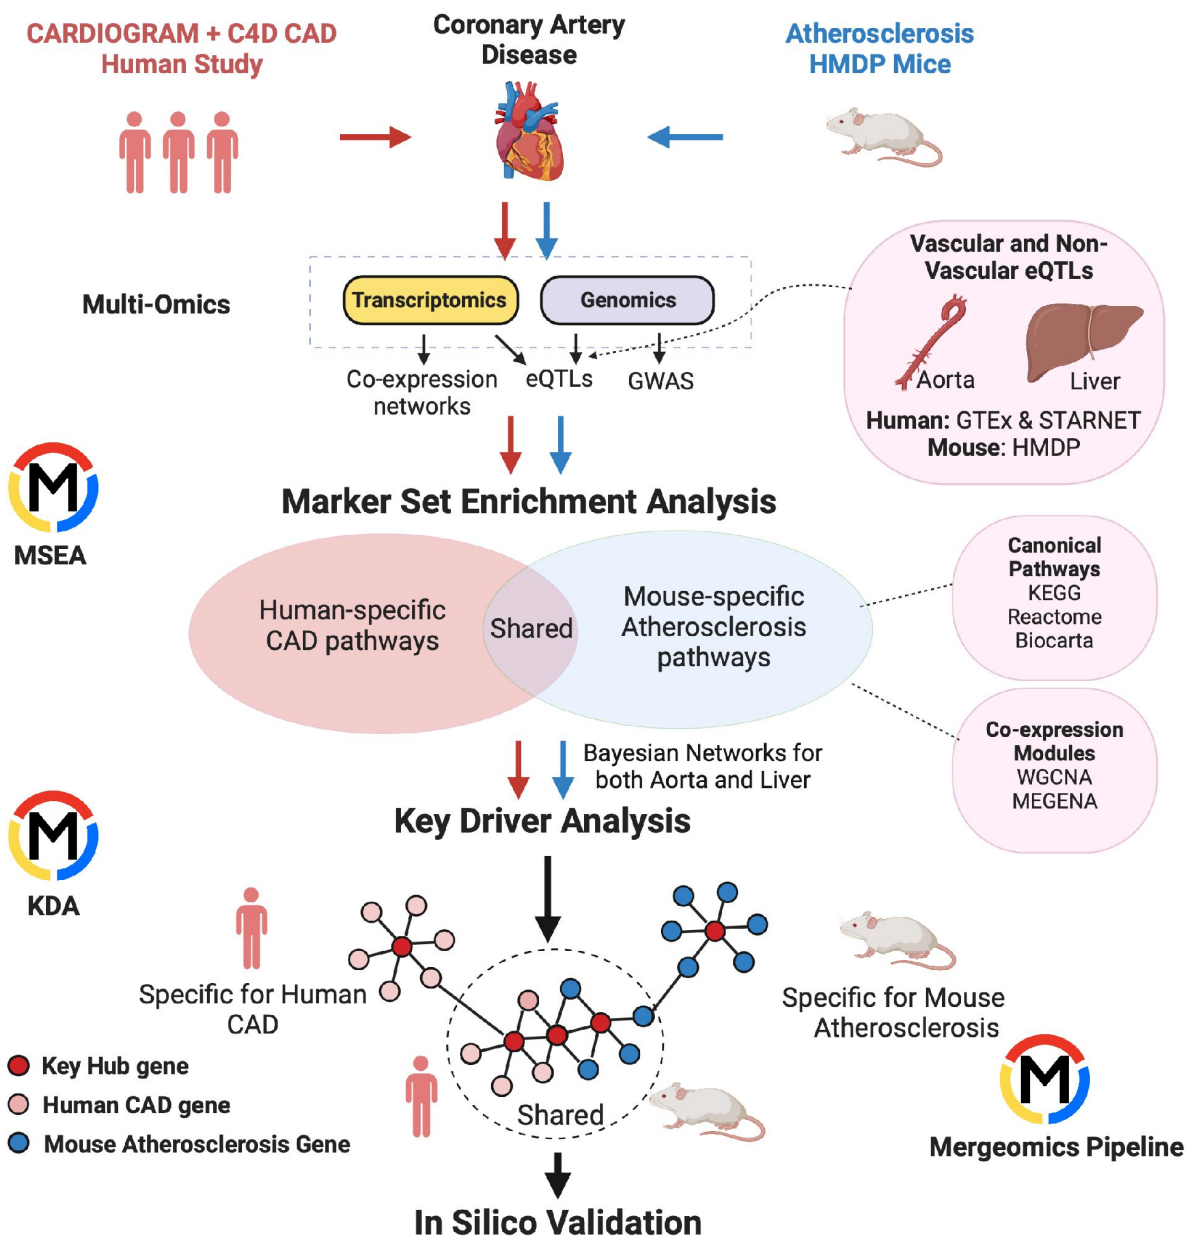 CARDIOGRAM + C4D CAD
Human Study
Coronary Artery
Disease
Atherosclerosis
HMDP Mice
Multi-Omics
Transcriptomics
Genomics
Co-expression
networks
eQTLs
GWAS
Vascular and Non-
Vascular eQTLs
Aorta
Liver
Human: GTEx & STARNET
Mouse: HMDP
M
MSEA
Marker Set Enrichment Analysis
Human-specific
CAD pathways
Shared
Mouse-specific
Atherosclerosis
pathways
Canonical
Pathways
KEGG
Reactome
Biocarta
Co-expression
Modules
WGCNA
MEGENA
Bayesian Networks for
both Aorta and Liver
Key Driver Analysis
M
KDA
Specific for Human
CAD
Specific for Mouse
Atherosclerosis
Key Hub gene
Human CAD gene
Mouse Atherosclerosis Gene
Shared
M
Mergeomics Pipeline
In Silico Validation